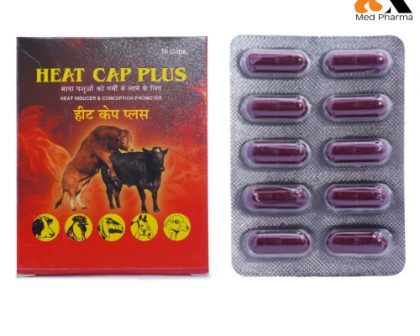 Med Pharma
10 Caps
HEAT CAP PLUS
मादा पशुओं को गर्मी में लाने के लिए
HEAT INDUCER & CONCEPTION PROMOTER
हीट केप प्लस